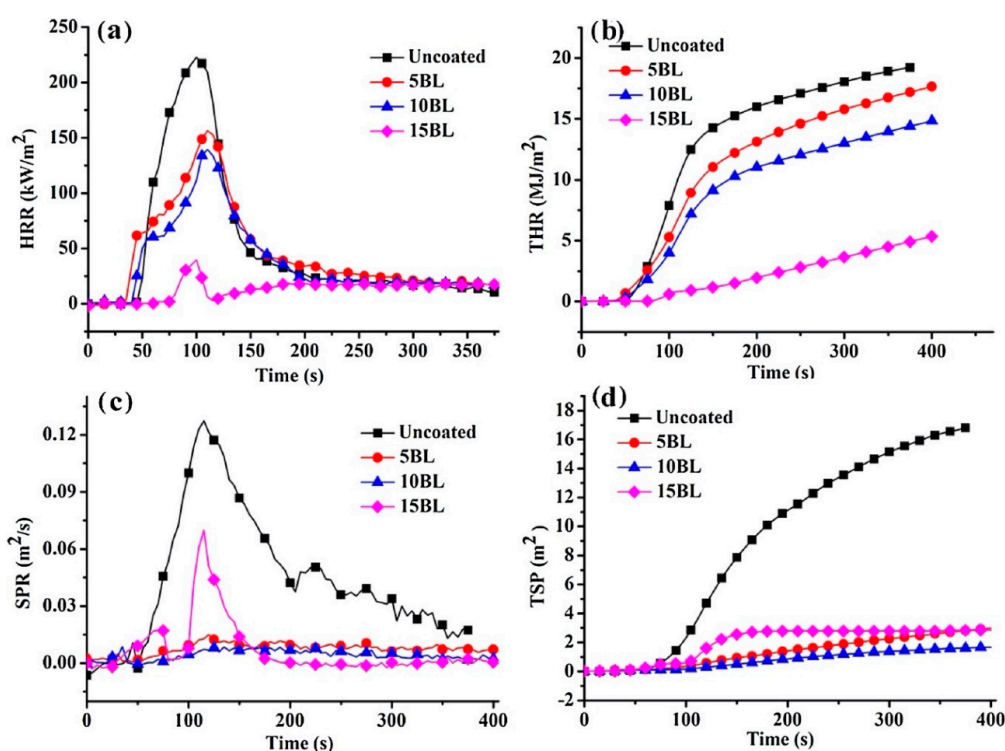 (a)
250
200
150
100
50
0
HRR (kW/m2)
Uncoated
5BL
10BL
15BL
0 50 100 150 200 250 300 350
Time (s)
(b)
20
15
10
5
0
THR (MJ/m2)
Uncoated
5BL
10BL
15BL
0 100 200 300 400
Time (s)
(c)
0.12
0.09
0.06
0.03
0.00
SPR (m2/s)
Uncoated
5BL
10BL
15BL
0 100 200 300 400
Time (s)
(d)
18
16
14
12
10
8
6
4
2
0
-2
TSP (m2)
Uncoated
5BL
10BL
15BL
0 100 200 300 400
Time (s)